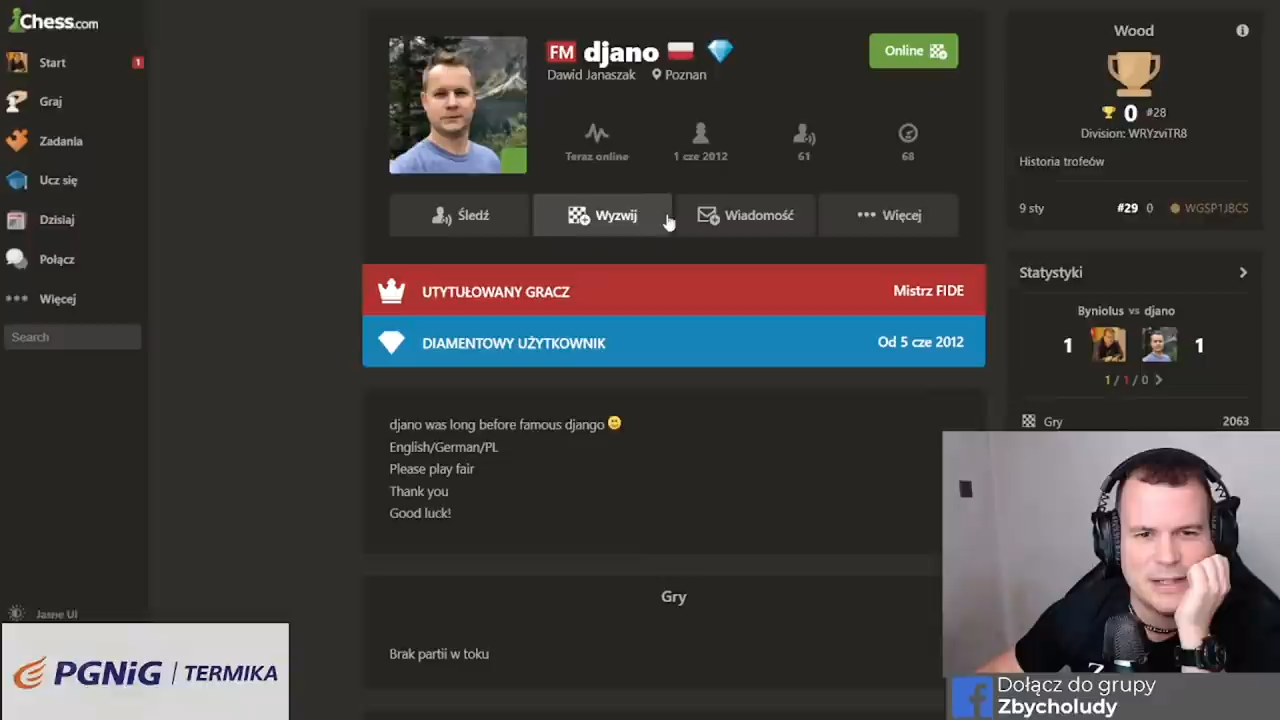 Chess.com
Start
1
Graj
Zadania
Ucz się
Dzisiaj
Połącz
Więcej
Search
Jasne UI
PGNiG | TERMIKA
FM djano
Dawid Janaszak Poznan
Online
Teraz online
1 cze 2012
61
68
Śledź
Wyzwij
Wiadomość
Więcej
UTYTUŁOWANY GRACZ
Mistrz FIDE
DIAMENTOWY UŻYTKOWNIK
Od 5 cze 2012
djano was long before famous django
English/German/PL
Please play fair
Thank you
Good luck!
Gry
Brak partii w toku
Wood
0 #28
Division: WRYzviTR8
Historia trofeów
9 sty #29 0 WGSP1JBCS
Statystyki
Byniolus vs djano
1 1
1 / 1 / 0
Gry 2063
Dołącz do grupy
Zbycholudy